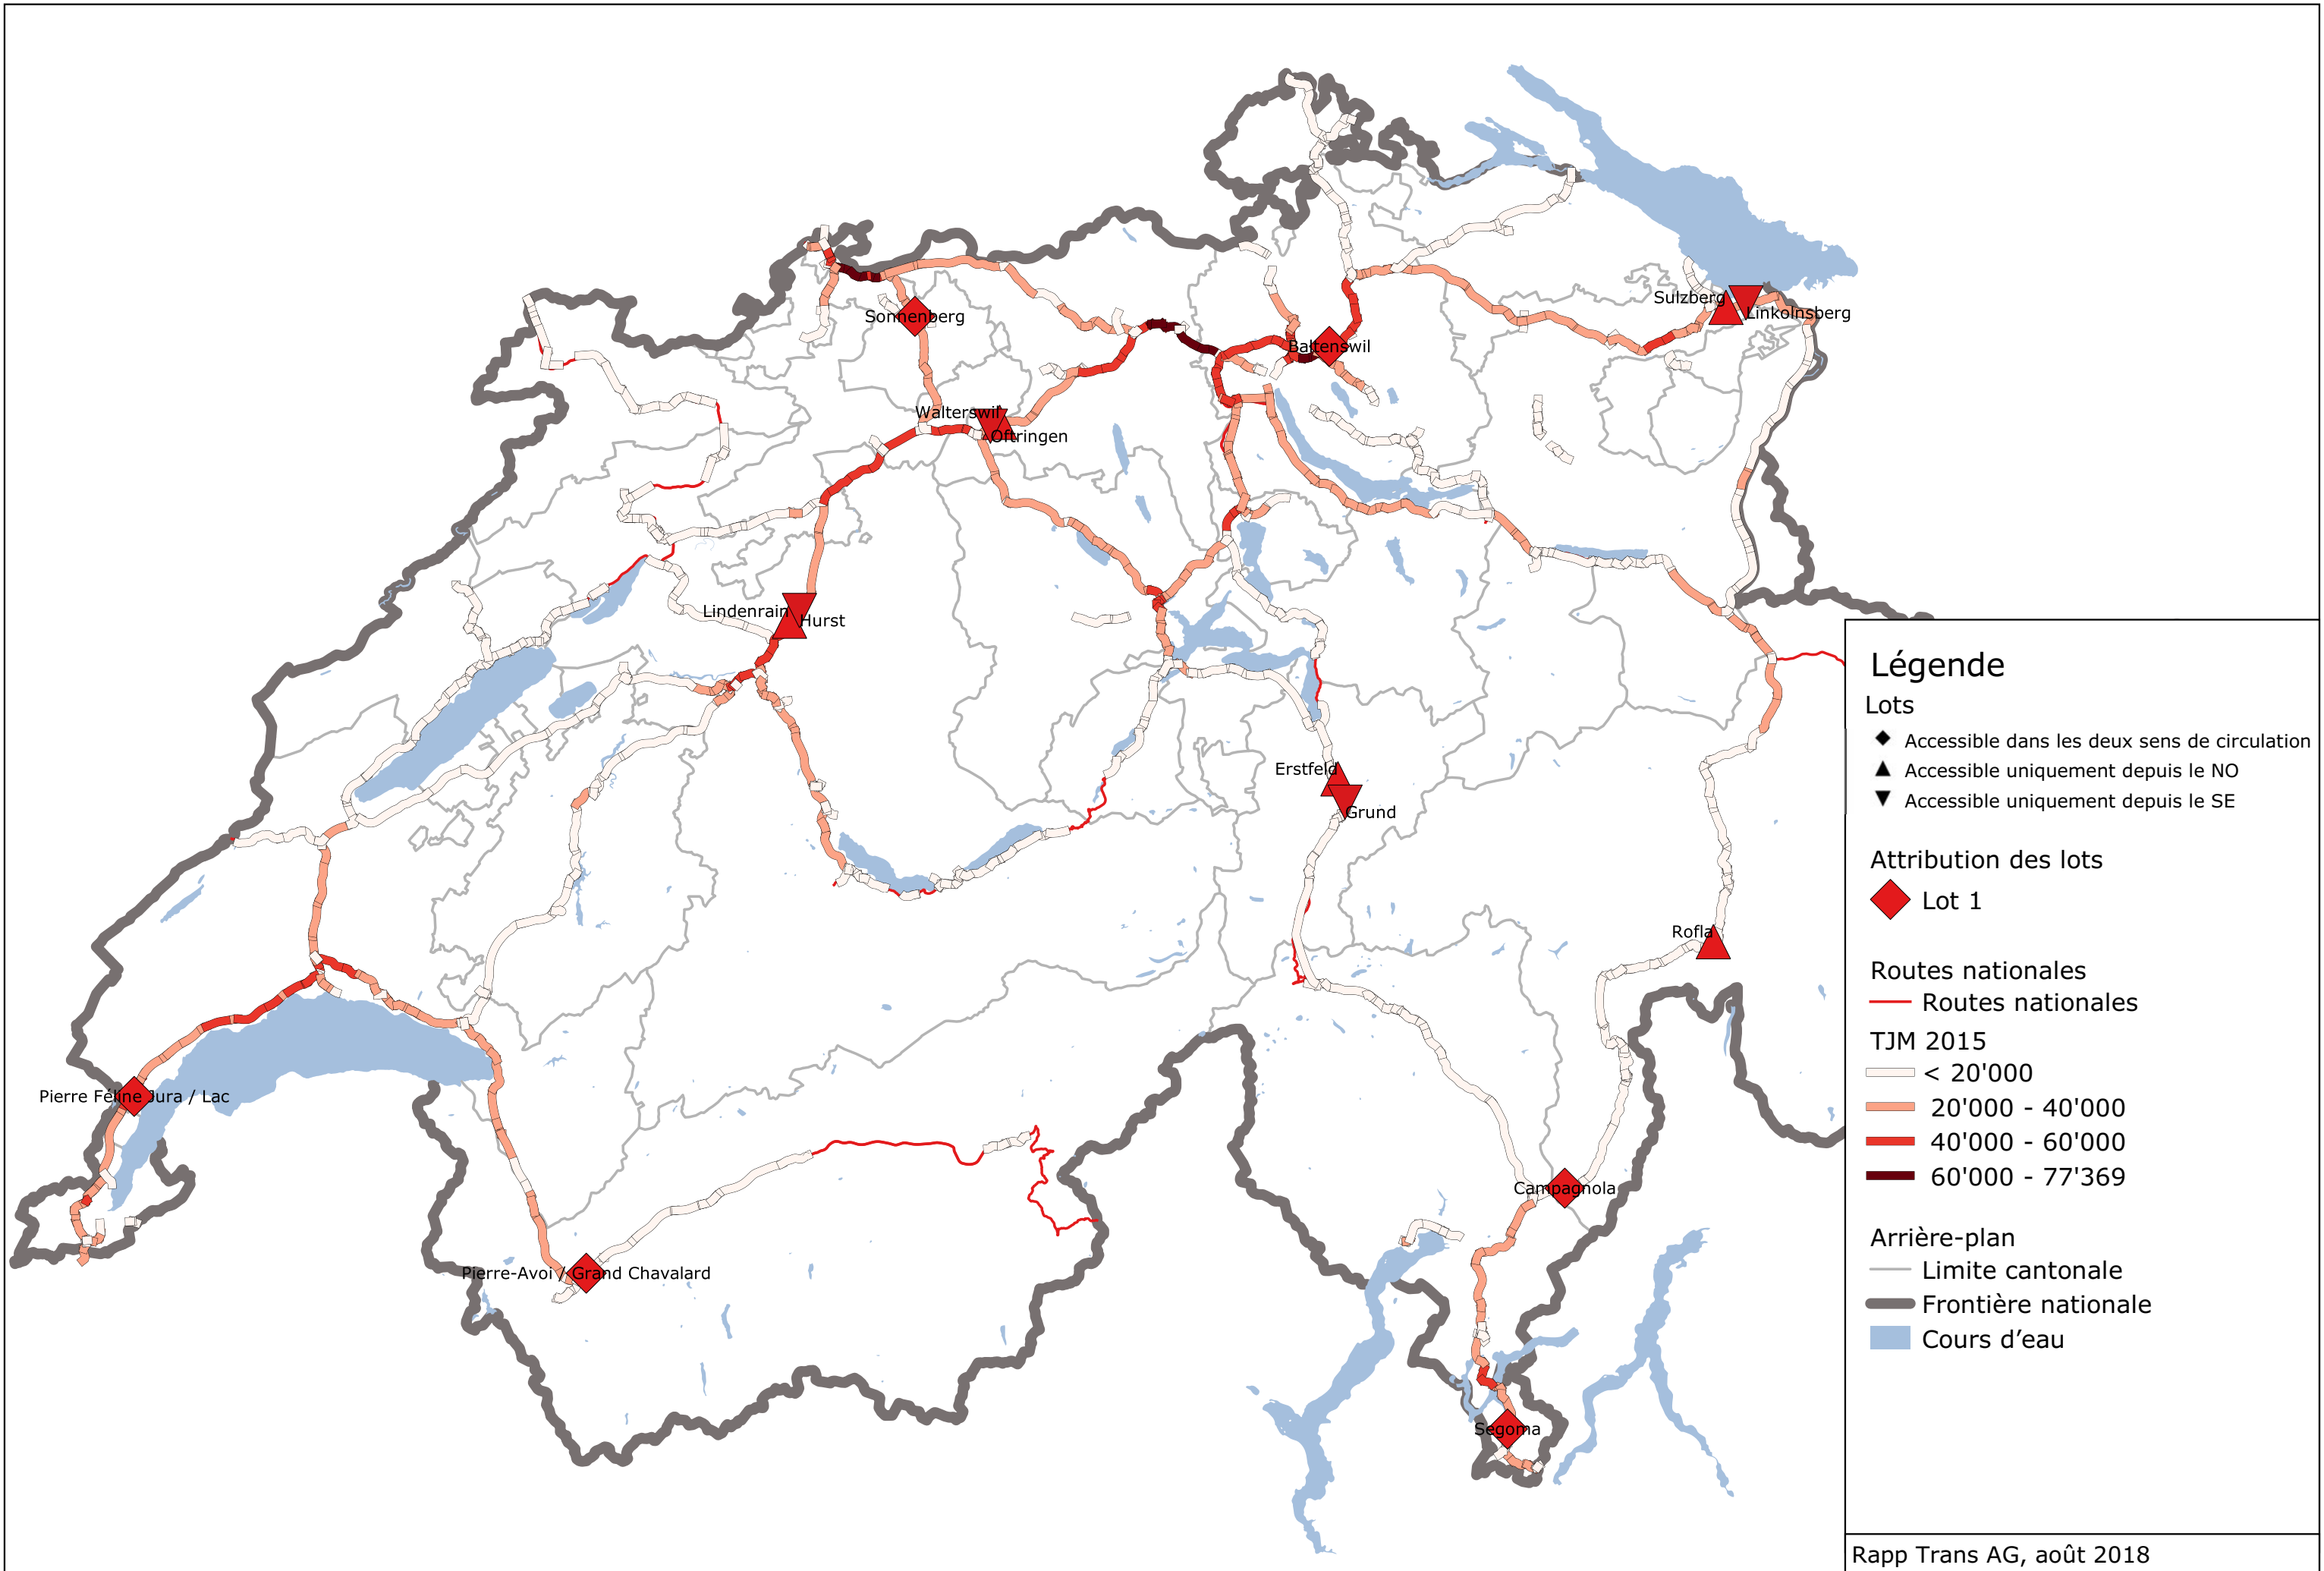 Sulzberg
Linkolnsberg
Sonnenberg
Baltenswil
Walterswil
Oftringen
Lindenrain
Hurst
Erstfeld
Grund
Rofla
Pierre Féline Jura / Lac
Campagnola
Pierre-Avoi / Grand Chavalard
Segoma
Légende
Lots
Accessible dans les deux sens de circulation
Accessible uniquement depuis le NO
Accessible uniquement depuis le SE
Attribution des lots
Lot 1
Routes nationales
Routes nationales
TJM 2015
< 20'000
20'000 - 40'000
40'000 - 60'000
60'000 - 77'369
Arrière-plan
Limite cantonale
Frontière nationale
Cours d’eau
Rapp Trans AG, août 2018